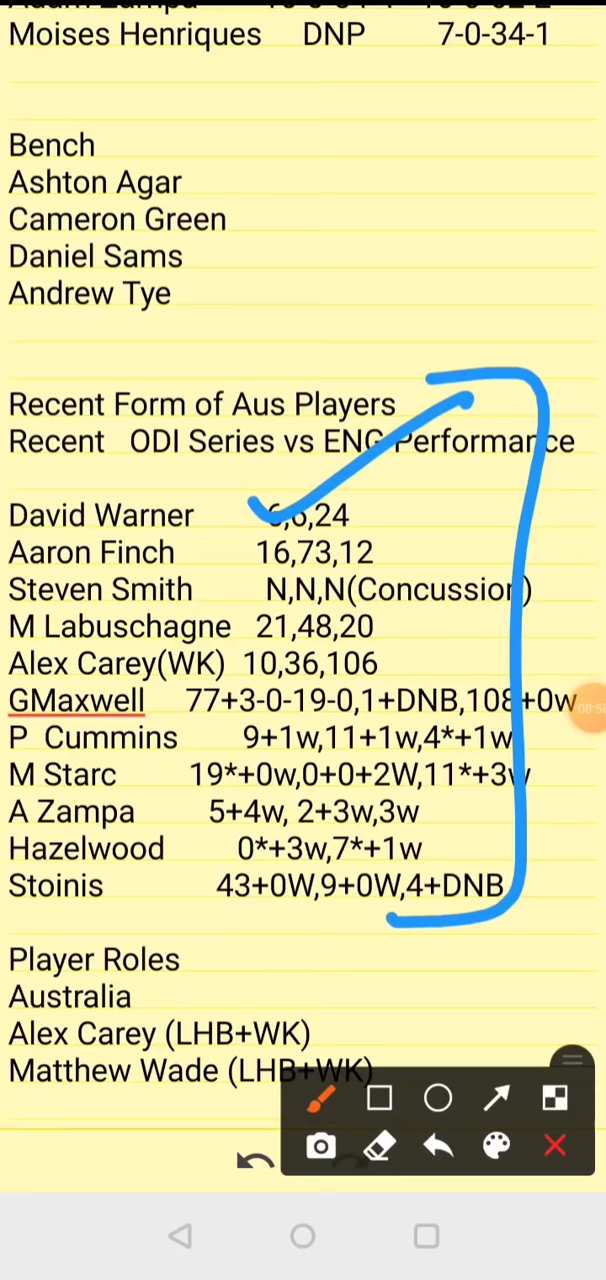 Moises Henriques DNP 7-0-34-1
Bench
Ashton Agar
Cameron Green
Daniel Sams
Andrew Tye
Recent Form of Aus Players
Recent ODI Series vs ENG Performance
David Warner 6,6,24
Aaron Finch 16,73,12
Steven Smith N,N,N(Concussion)
M Labuschagne 21,48,20
Alex Carey(WK) 10,36,106
GMaxwell 77+3-0-19-0,1+DNB,108+0w
P Cummins 9+1w,11+1w,4*+1w
M Starc 19*+0w,0+0+2W,11*+3w
A Zampa 5+4w, 2+3w,3w
Hazelwood 0*+3w,7*+1w
Stoinis 43+0W,9+0W,4+DNB
Player Roles
Australia
Alex Carey (LHB+WK)
Matthew Wade (LHB+WK)